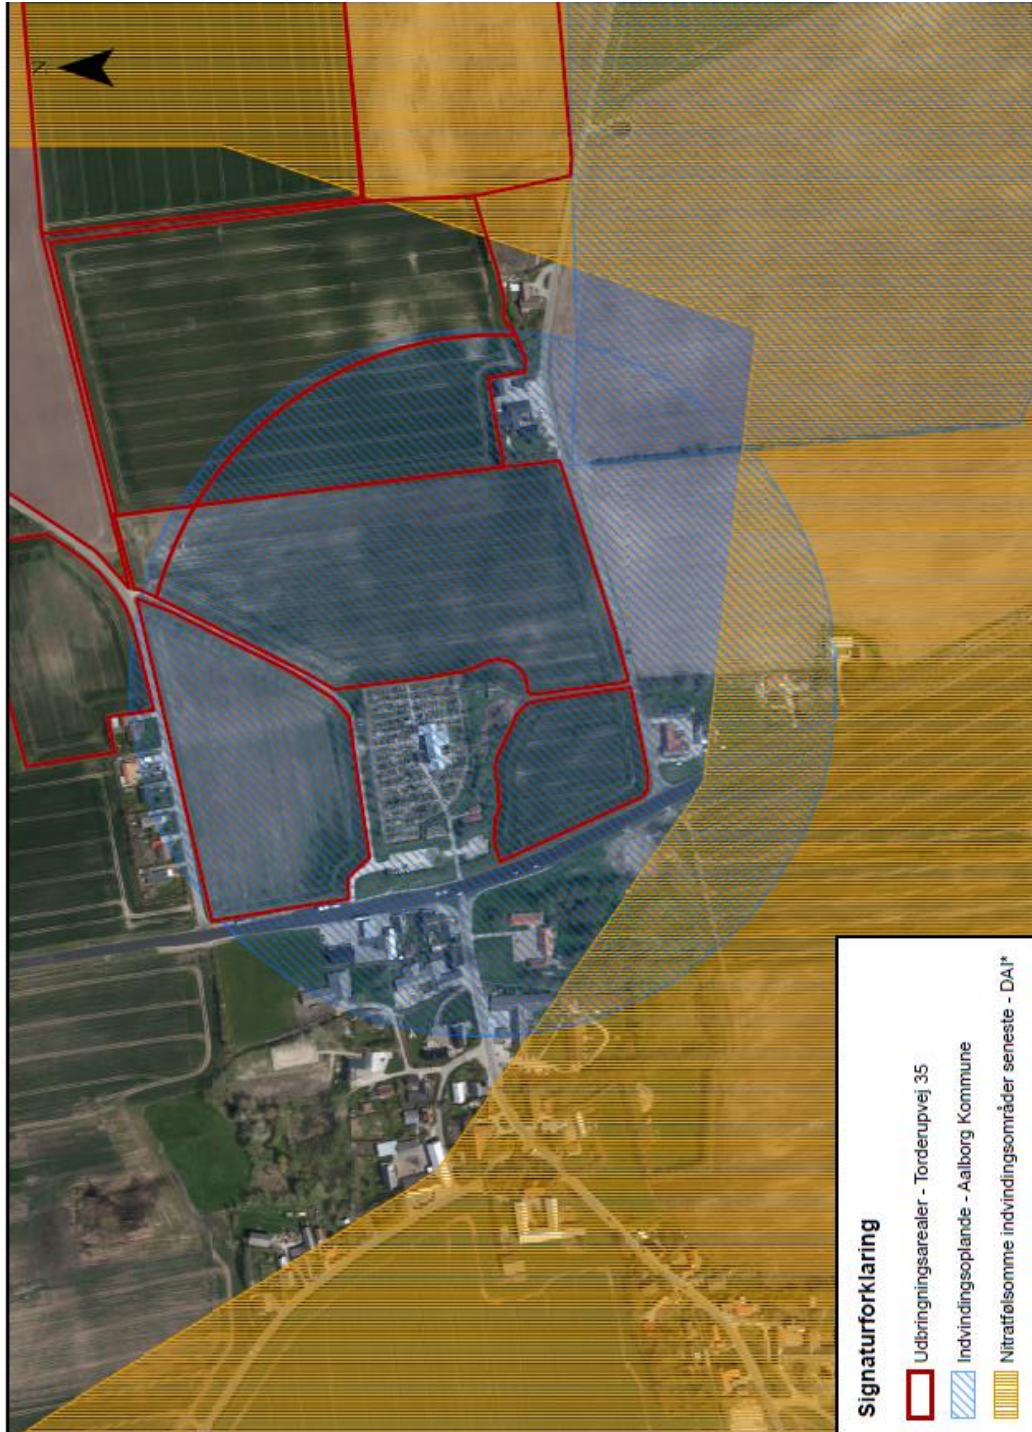 N
Signaturforklaring
Udbringningsarealer - Torderupvej 35
Indvindingsoplande - Aalborg Kommune
Nitratfølsomme indvindingsområder seneste - DAI*